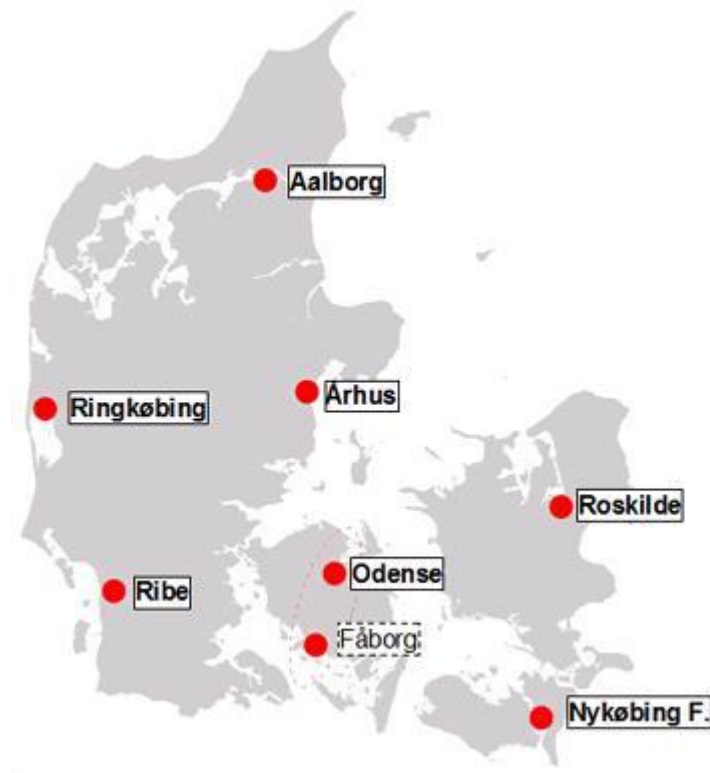 Aalborg
Århus
Ringkøbing
Roskilde
Odense
Ribe
Fåborg
Nykøbing F.